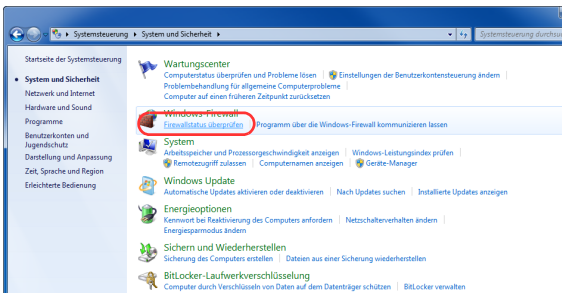 Systemsteuerung System und Sicherheit Systemsteuerung durchsu
Startseite der Systemsteuerung
System und Sicherheit
Netzwerk und Internet
Hardware und Sound
Programme
Benutzerkonten und
Jugendschutz
Darstellung und Anpassung
Zeit, Sprache und Region
Erleichterte Bedienung
Wartungscenter
Computerstatus überprüfen und Probleme lösen Einstellungen der Benutzerkontensteuerung ändern
Problembehandlung für allgemeine Computerprobleme
Computer auf einen früheren Zeitpunkt zurücksetzen
Windows-Firewall
Firewallstatus überprüfen Programm über die Windows-Firewall kommunizieren lassen
System
Arbeitsspeicher und Prozessorgeschwindigkeit anzeigen Windows-Leistungsindex prüfen
Remotezugriff zulassen Computernamen anzeigen Geräte-Manager
Windows Update
Automatische Updates aktivieren oder deaktivieren Nach Updates suchen Installierte Updates anzeigen
Energieoptionen
Kennwort bei Reaktivierung des Computers anfordern Netzschalterverhalten ändern
Energiesparmodus ändern
Sichern und Wiederherstellen
Sicherung des Computers erstellen Dateien aus einer Sicherung wiederherstellen
BitLocker-Laufwerkverschlüsselung
Computer durch Verschlüsseln von Daten auf dem Datenträger schützen BitLocker verwalten